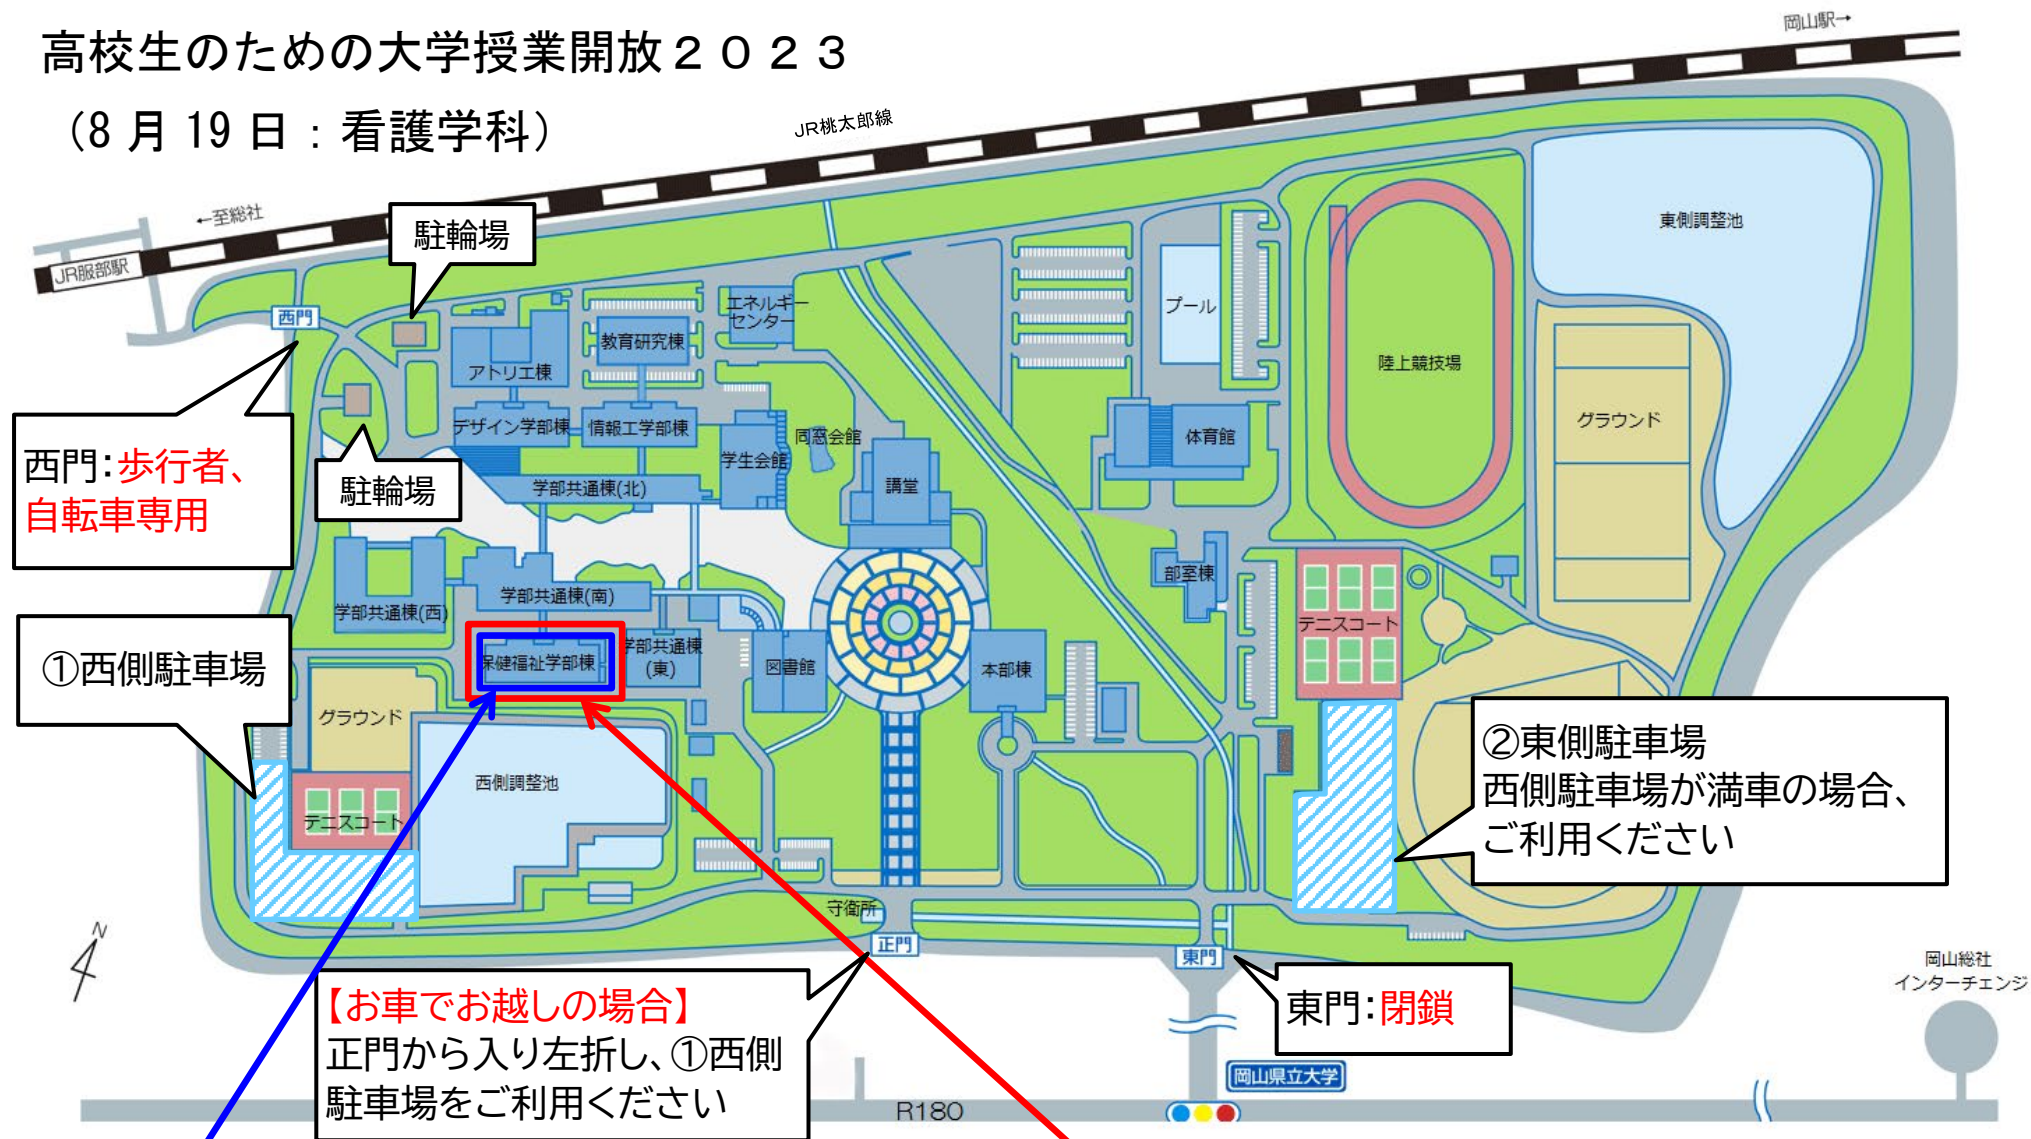 高校生のための大学授業開放２０２３
（8 月 19 日：看護学科）
岡山駅→
JR桃太郎線
←至総社
JR服部駅
駐輪場
西門
東側調整池
エネルギー
センター
プール
教育研究棟
アトリエ棟
陸上競技場
グラウンド
デザイン学部棟
情報工学部棟
同窓会館
体育館
学生会館
西門：歩行者、
自転車専用
駐輪場
学部共通棟(北)
講堂
部室棟
学部共通棟(南)
学部共通棟(西)
テニスコート
①西側駐車場
保健福祉学部棟
学部共通棟
(東)
図書館
本部棟
グラウンド
②東側駐車場
西側駐車場が満車の場合、
ご利用ください
西側調整池
テニスコート
守衛所
正門
東門
N
【お車でお越しの場合】
正門から入り左折し、①西側
駐車場をご利用ください
東門：閉鎖
岡山総社
インターチェンジ
岡山県立大学
R180